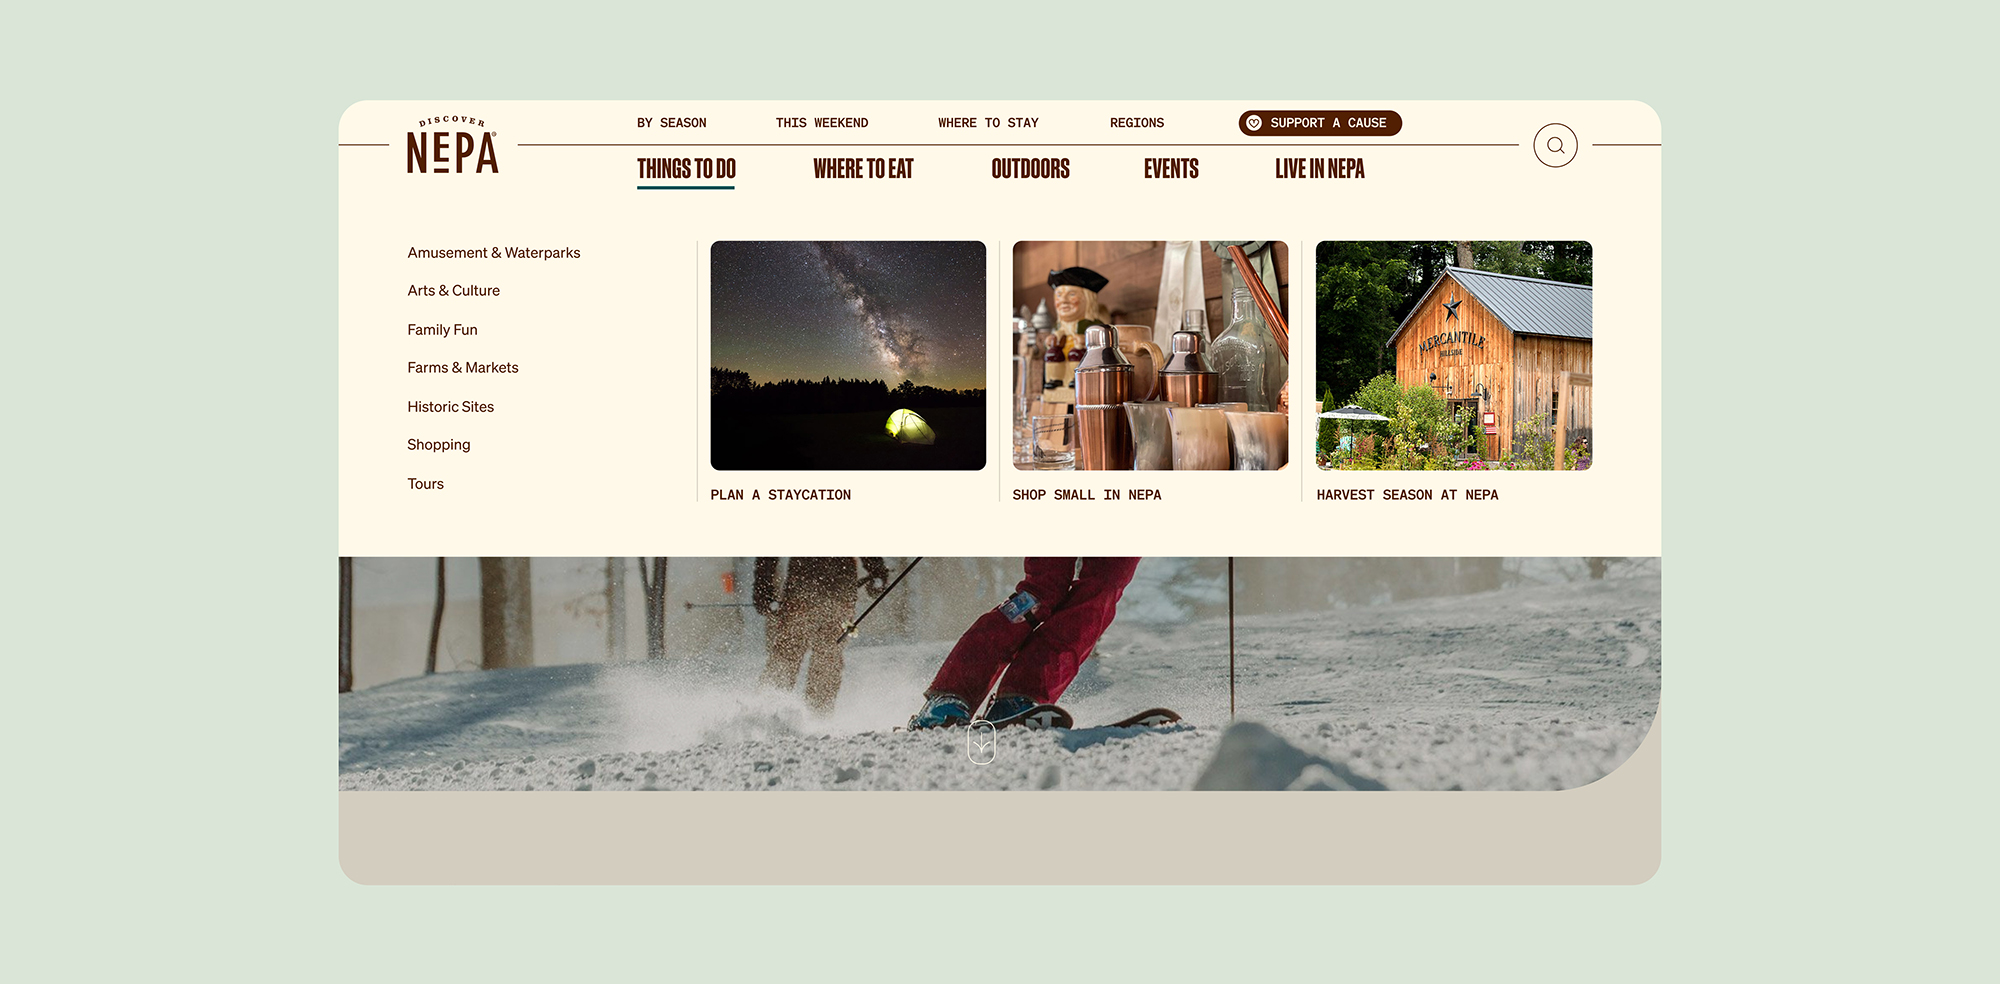 DISCOVER
NEPA®
BY SEASON
THIS WEEKEND
WHERE TO STAY
REGIONS
SUPPORT A CAUSE
THINGS TO DO
WHERE TO EAT
OUTDOORS
EVENTS
LIVE IN NEPA
Amusement & Waterparks
Arts & Culture
Family Fun
Farms & Markets
Historic Sites
Shopping
Tours
PLAN A STAYCATION
SHOP SMALL IN NEPA
MERCANTILE
HILLSIDE
HARVEST SEASON AT NEPA